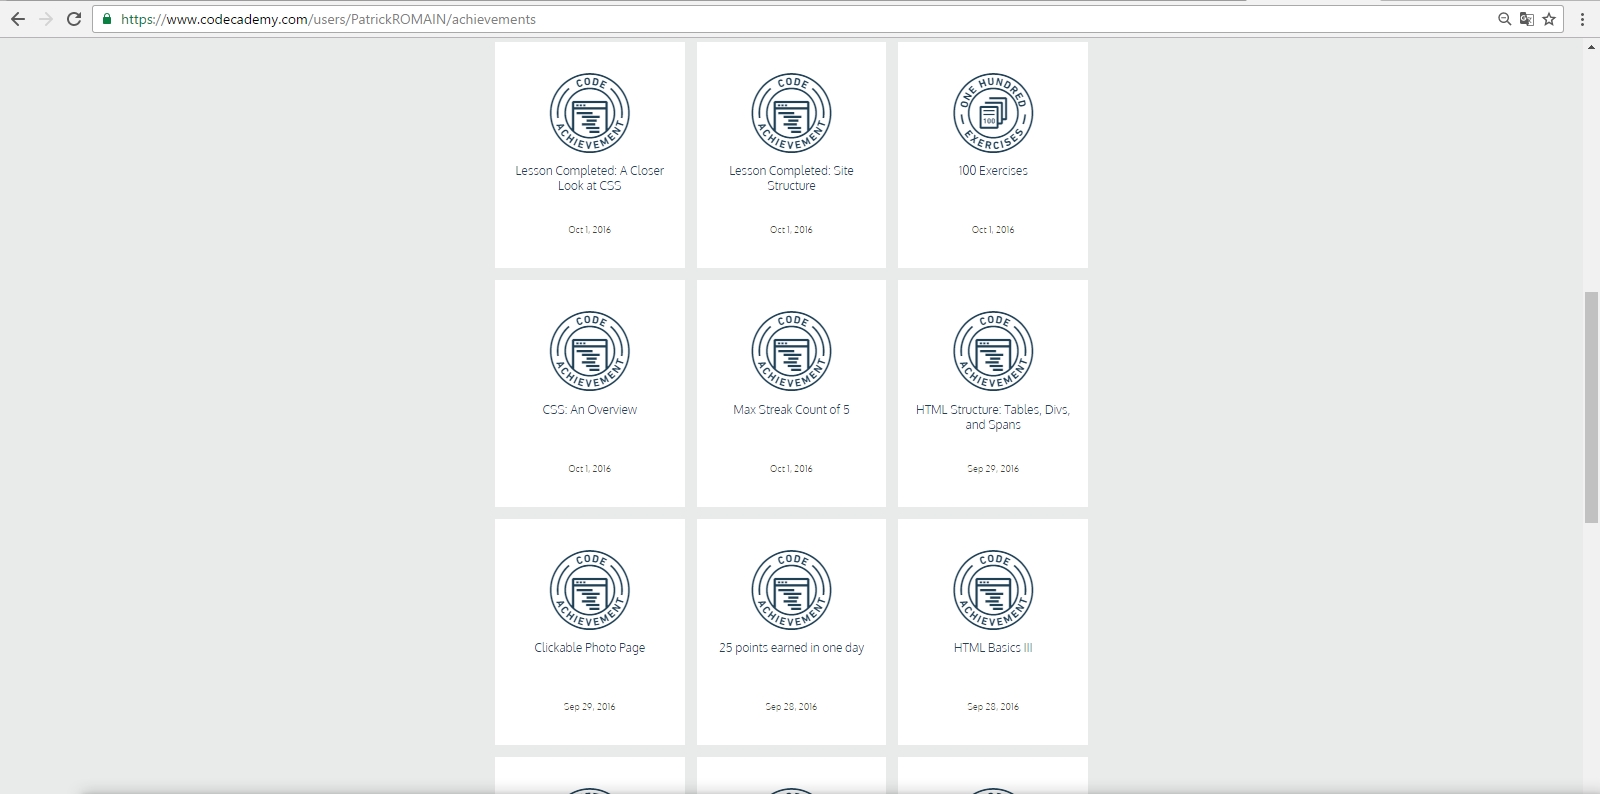 https://www.codecademy.com/users/PatrickROMAIN/achievements
CODE ACHIEVEMENT
CODE ACHIEVEMENT
ONE HUNDRED EXERCISES
100
Lesson Completed: A Closer
Look at CSS
Lesson Completed: Site
Structure
100 Exercises
Oct 1, 2016
Oct 1, 2016
Oct 1, 2016
CODE ACHIEVEMENT
CODE ACHIEVEMENT
CODE ACHIEVEMENT
CSS: An Overview
Max Streak Count of 5
HTML Structure: Tables, Divs,
and Spans
Oct 1, 2016
Oct 1, 2016
Sep 29, 2016
CODE ACHIEVEMENT
CODE ACHIEVEMENT
CODE ACHIEVEMENT
Clickable Photo Page
25 points earned in one day
HTML Basics III
Sep 29, 2016
Sep 28, 2016
Sep 28, 2016